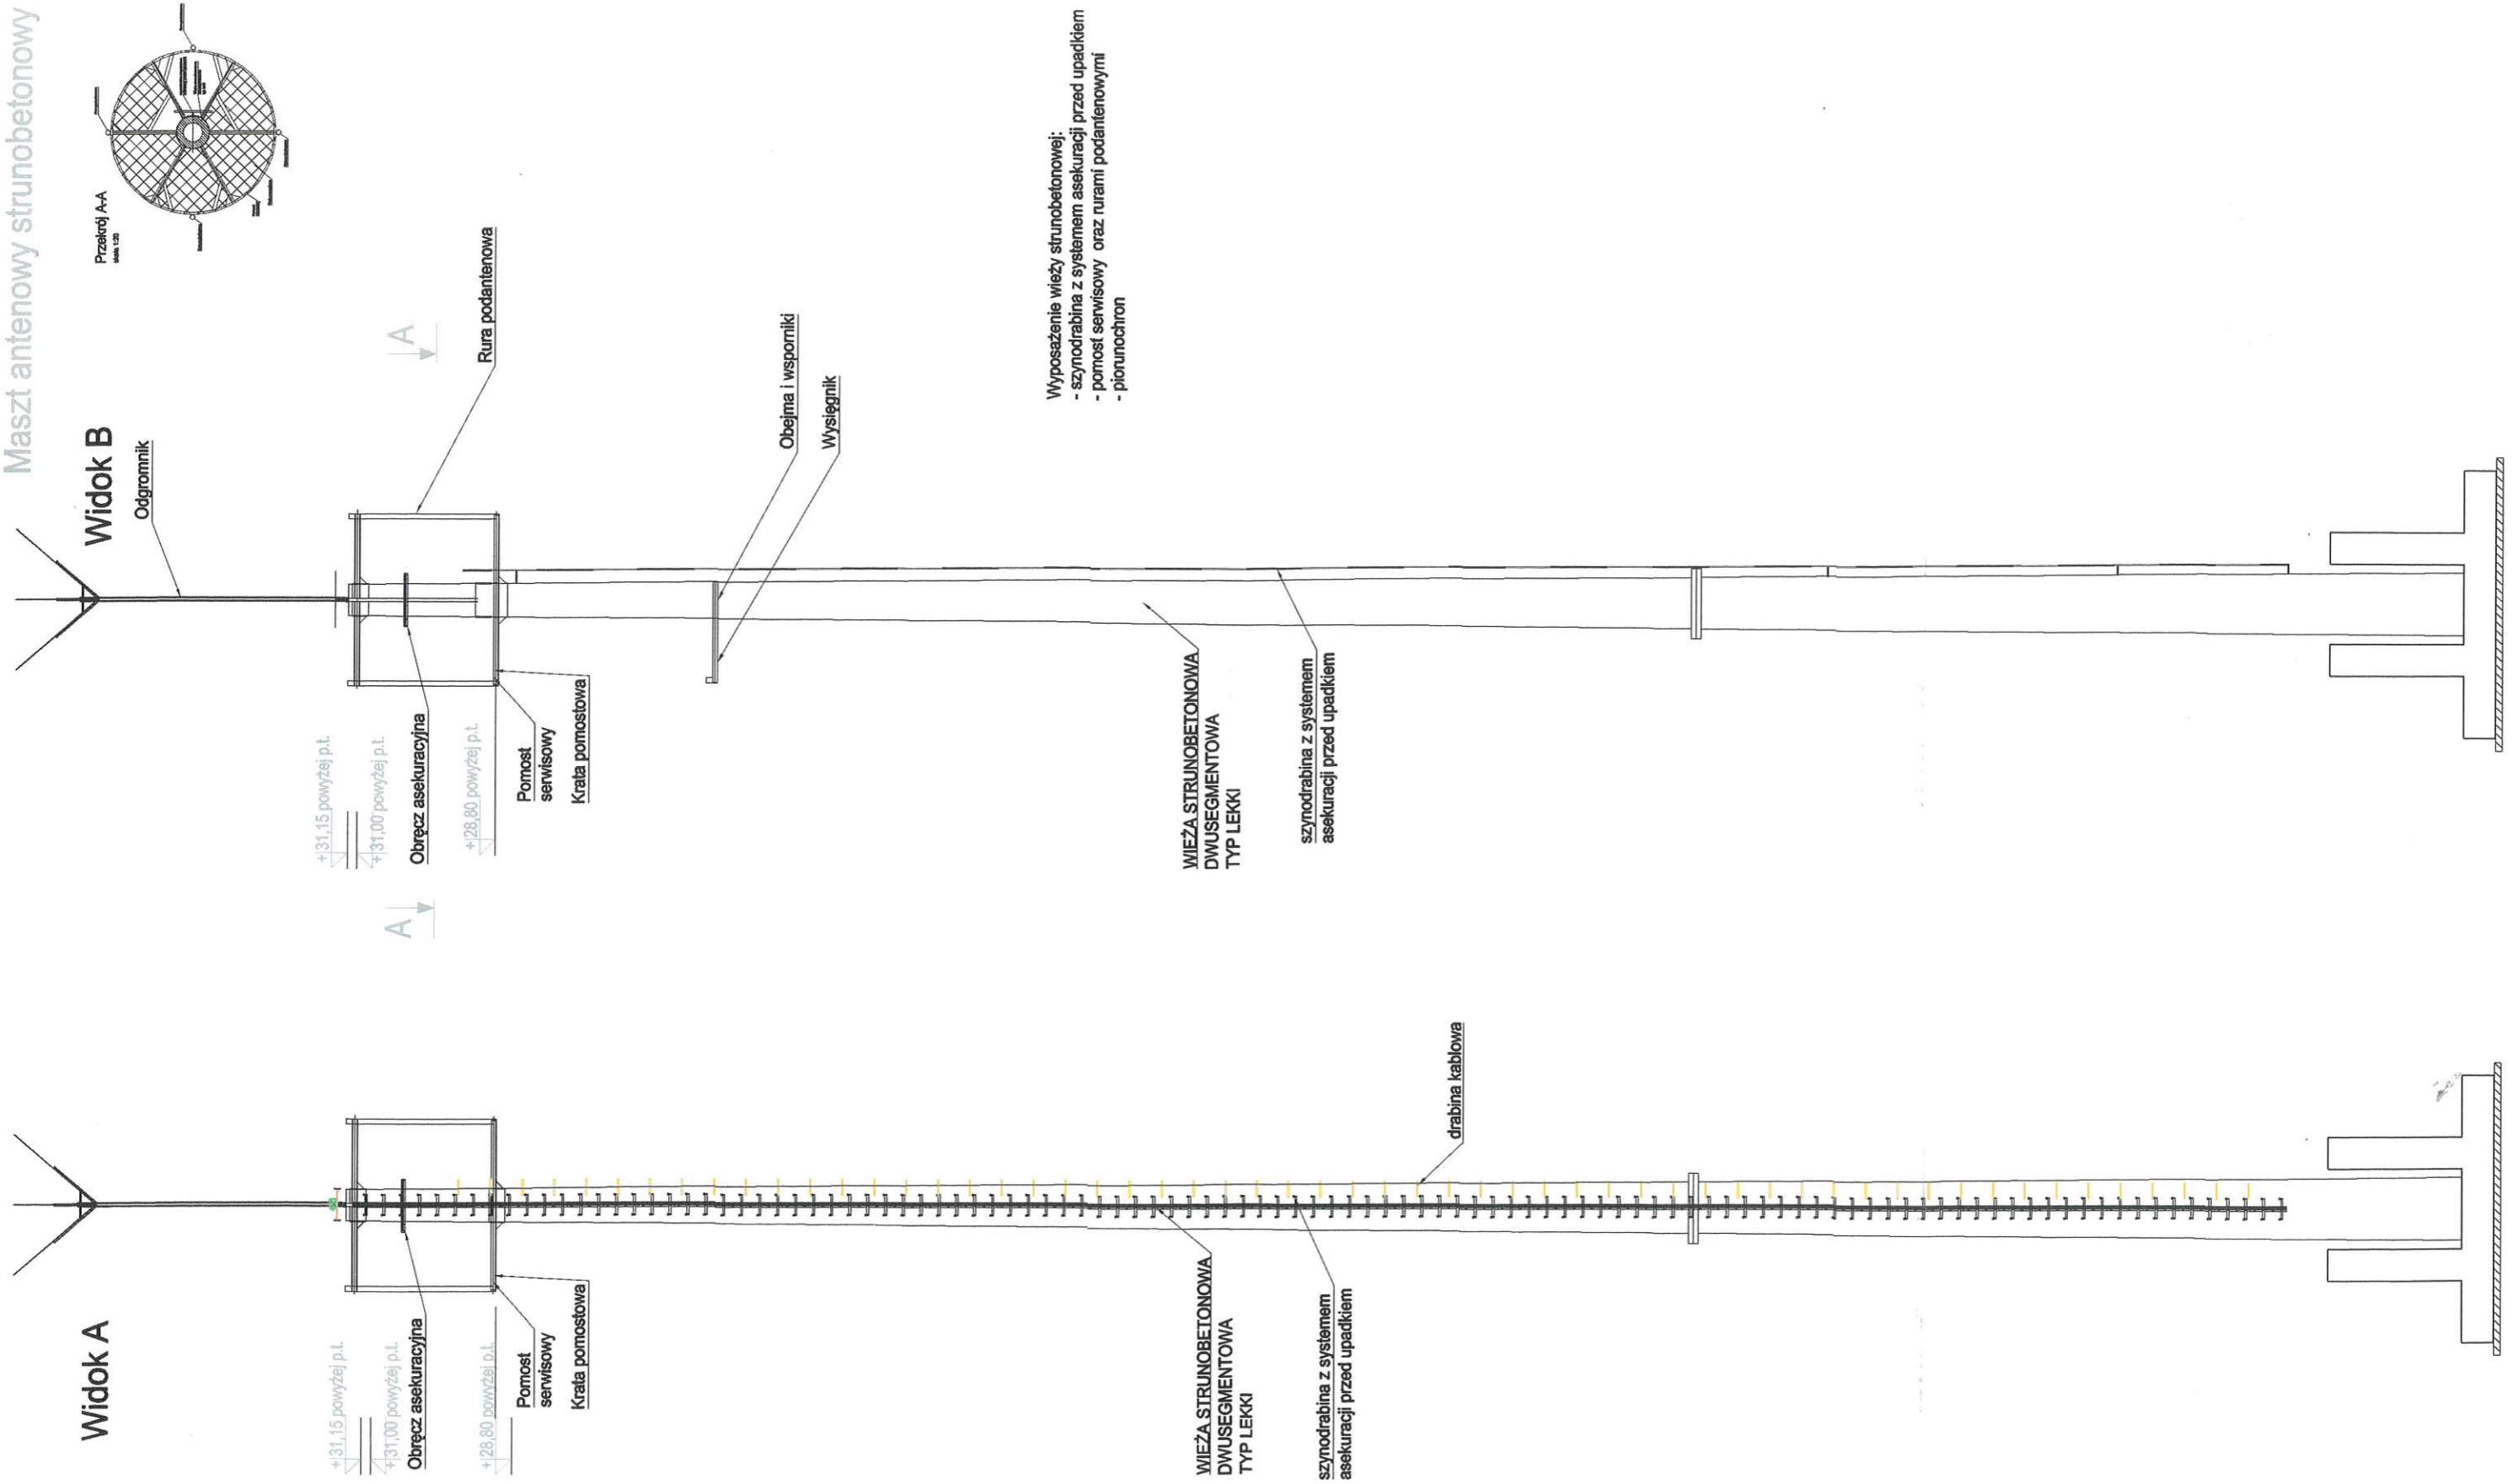 Maszt antenowy strunobetonowy
Widok A
+31,15 powyżej p.t.
+31,00 powyżej p.t.
Obręcz asekuracyjna
+28,80 powyżej p.t.
Pomost
serwisowy
Krata pomostowa
WIEŻA STRUNOBETONOWA
DWUSEGMENTOWA
TYP LEKKI
szynodrabina z systemem
asekuracji przed upadkiem
drabina kablowa
Widok B
Odgromnik
+31,15 powyżej p.t.
+31,00 powyżej p.t.
A
A
Obręcz asekuracyjna
Rura podantenowa
+28,80 powyżej p.t.
Pomost
serwisowy
Krata pomostowa
Obejma i wsporniki
Wysięgnik
WIEŻA STRUNOBETONOWA
DWUSEGMENTOWA
TYP LEKKI
szynodrabina z systemem
asekuracji przed upadkiem
Przekrój A-A
skala 1:20
Wyposażenie wieży strunobetonowej:
- szynodrabina z systemem asekuracji przed upadkiem
- pomost serwisowy oraz rurami podantenowymi
- piorunochron